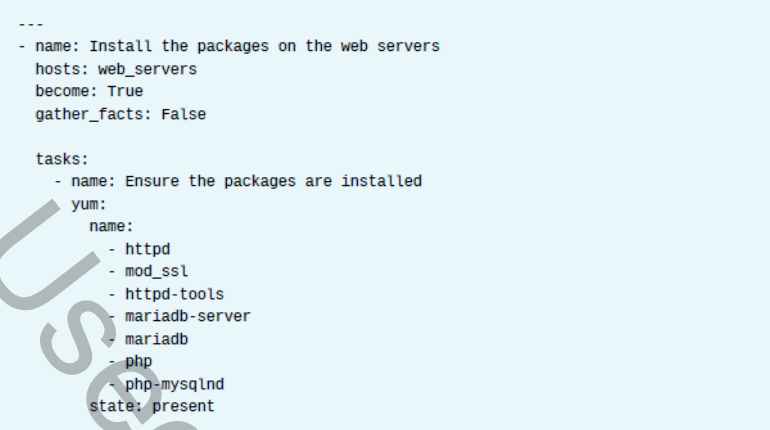 ---
- name: Install the packages on the web servers
  hosts: web_servers
  become: True
  gather_facts: False

  tasks:
    - name: Ensure the packages are installed
      yum:
        name:
          - httpd
          - mod_ssl
          - httpd-tools
          - mariadb-server
          - mariadb
          - php
          - php-mysqlnd
        state: present
Use